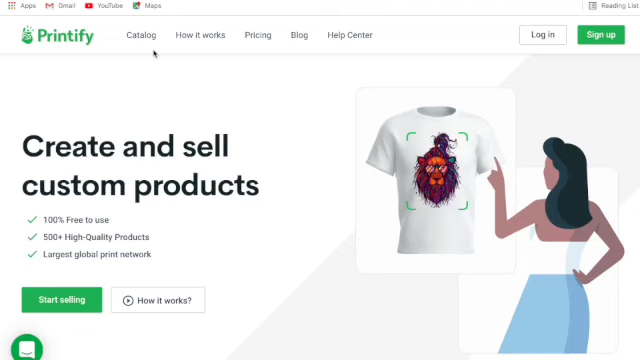 Apps Gmail YouTube Maps Reading List
Printify Catalog How it works Pricing Blog Help Center Log in Sign up
Create and sell
custom products
100% Free to use
500+ High-Quality Products
Largest global print network
Start selling How it works?